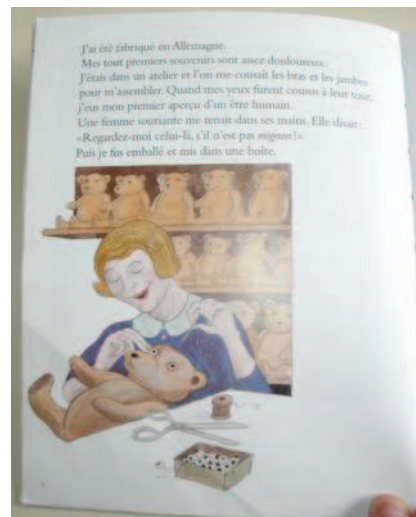 J'ai été fabriqué en Allemagne.
Mes tout premiers souvenirs sont assez douloureux.
J'étais dans un atelier et l'on me cousait les bras et les jambes
pour m'assembler. Quand mes yeux furent cousus à leur tour,
j'eus mon premier aperçu d'un être humain.
Une femme souriante me tenait dans ses mains. Elle disait :
«Regardez-moi celui-là, s'il n'est pas mignon!»
Puis je fus emballé et mis dans une boîte.